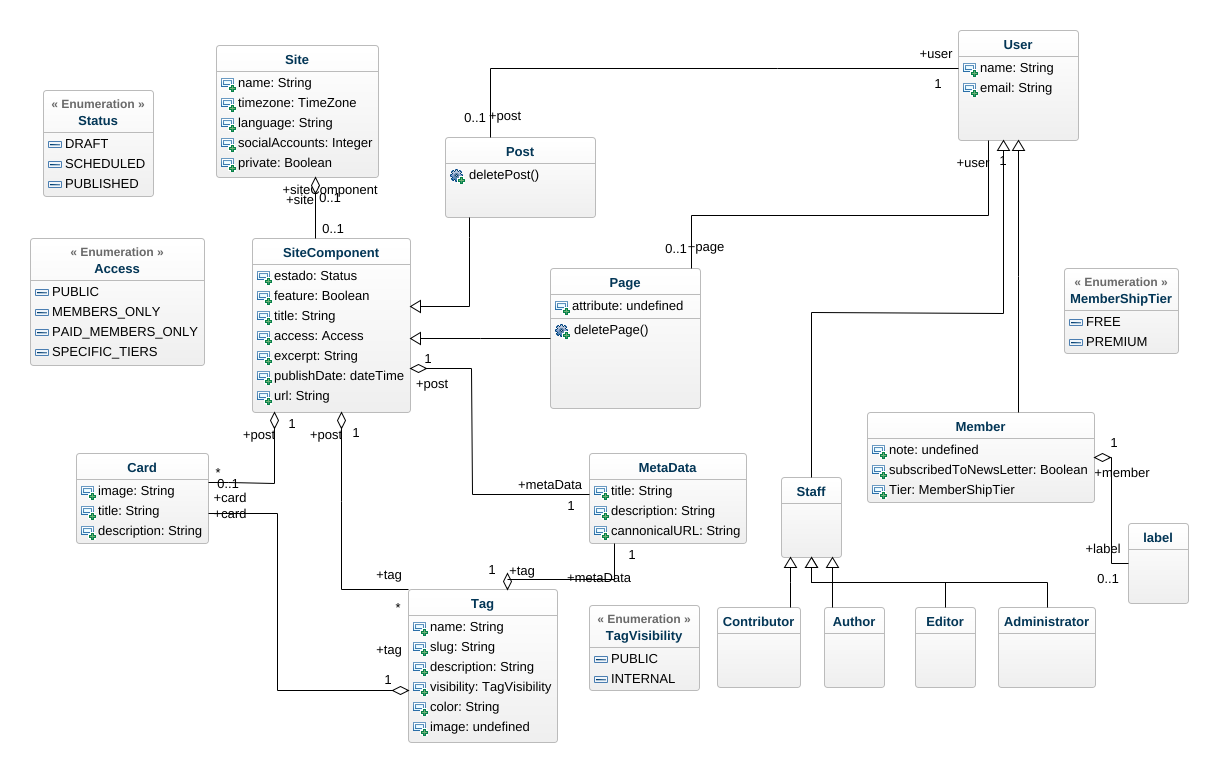 Site
name: String
timezone: TimeZone
language: String
socialAccounts: Integer
private: Boolean
User
name: String
email: String
+user
1
« Enumeration »
Status
DRAFT
SCHEDULED
PUBLISHED
0..1
+post
Post
deletePost()
+user
1
+siteComponent
+site
0..1
0..1
« Enumeration »
Access
PUBLIC
MEMBERS_ONLY
PAID_MEMBERS_ONLY
SPECIFIC_TIERS
SiteComponent
estado: Status
feature: Boolean
title: String
access: Access
excerpt: String
publishDate: dateTime
url: String
0..1
+page
Page
attribute: undefined
deletePage()
« Enumeration »
MemberShipTier
FREE
PREMIUM
1
+post
+post
1
+post
1
Member
note: undefined
subscribedToNewsLetter: Boolean
Tier: MemberShipTier
1
+member
Card
image: String
title: String
description: String
*
0..1
+card
+card
+metaData
1
MetaData
title: String
description: String
cannonicalURL: String
Staff
+label
0..1
label
1
+metaData
1
+tag
+tag
*
+tag
1
Tag
name: String
slug: String
description: String
visibility: TagVisibility
color: String
image: undefined
« Enumeration »
TagVisibility
PUBLIC
INTERNAL
Contributor
Author
Editor
Administrator